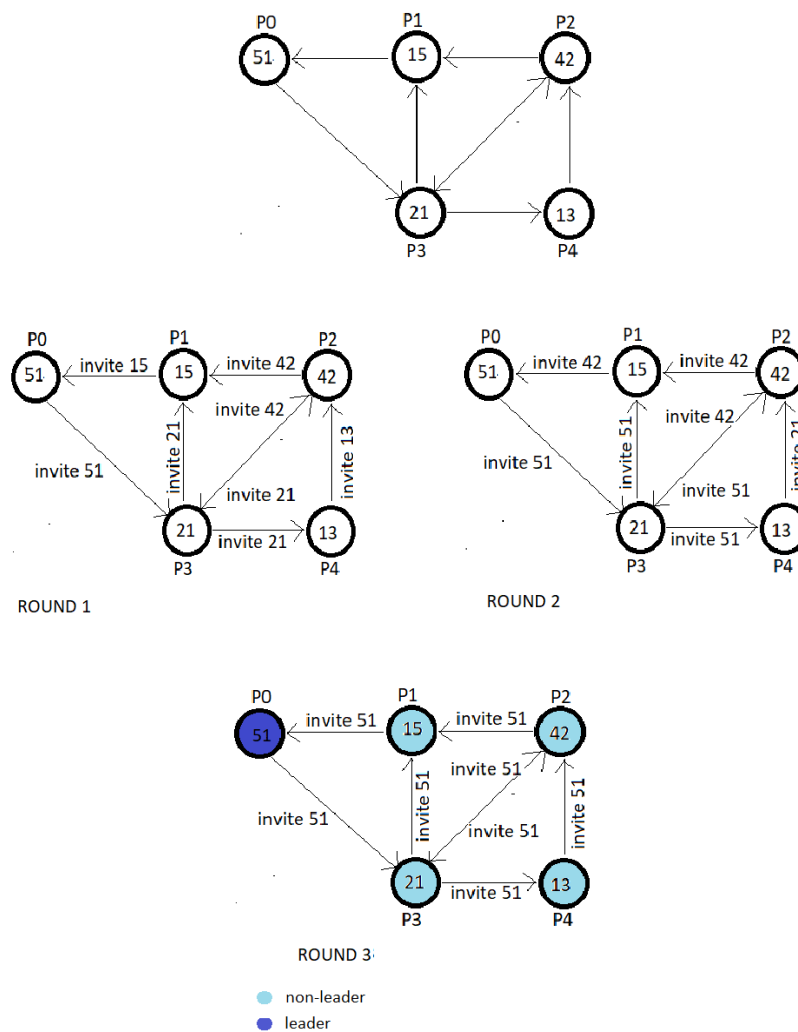 P0 P1 P2
51 15 42
21 13
P3 P4
P0 P1 P2
51 invite 15 15 invite 42 42
invite 42
invite 51 invite 21 invite 13
invite 21
21 invite 21 13
P3 P4
ROUND 1
P0 P1 P2
51 invite 42 15 invite 42 42
invite 42
invite 51 invite 51 invite 21
invite 51
21 invite 51 13
P3 P4
ROUND 2
P0 P1 P2
51 invite 51 15 invite 51 42
invite 51
invite 51 invite 51 invite 51
invite 51
21 invite 51 13
P3 P4
ROUND 3
non-leader
leader